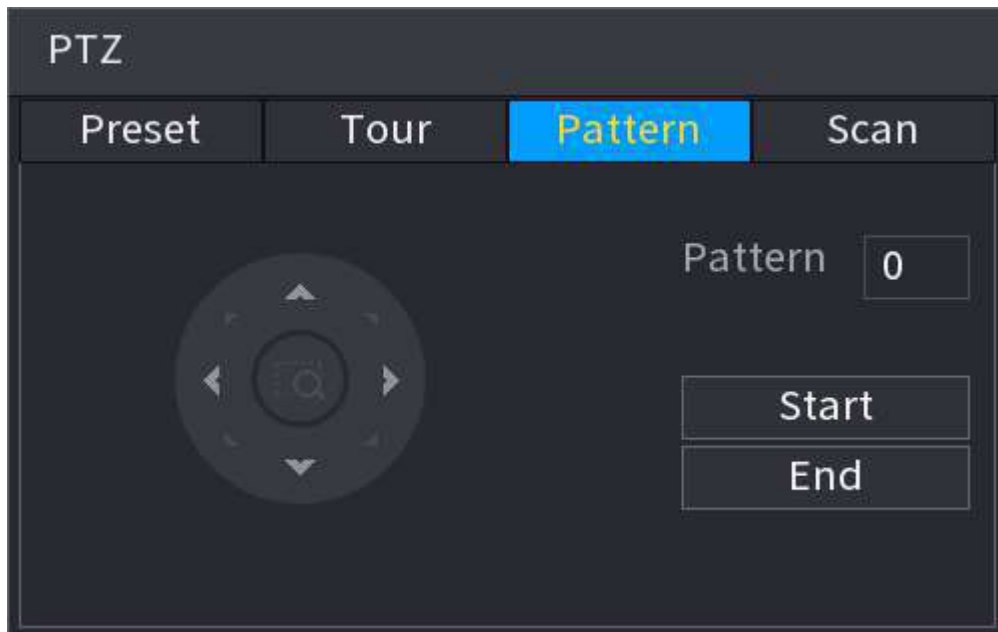 PTZ
Preset Tour Pattern Scan
Pattern 0
Start
End